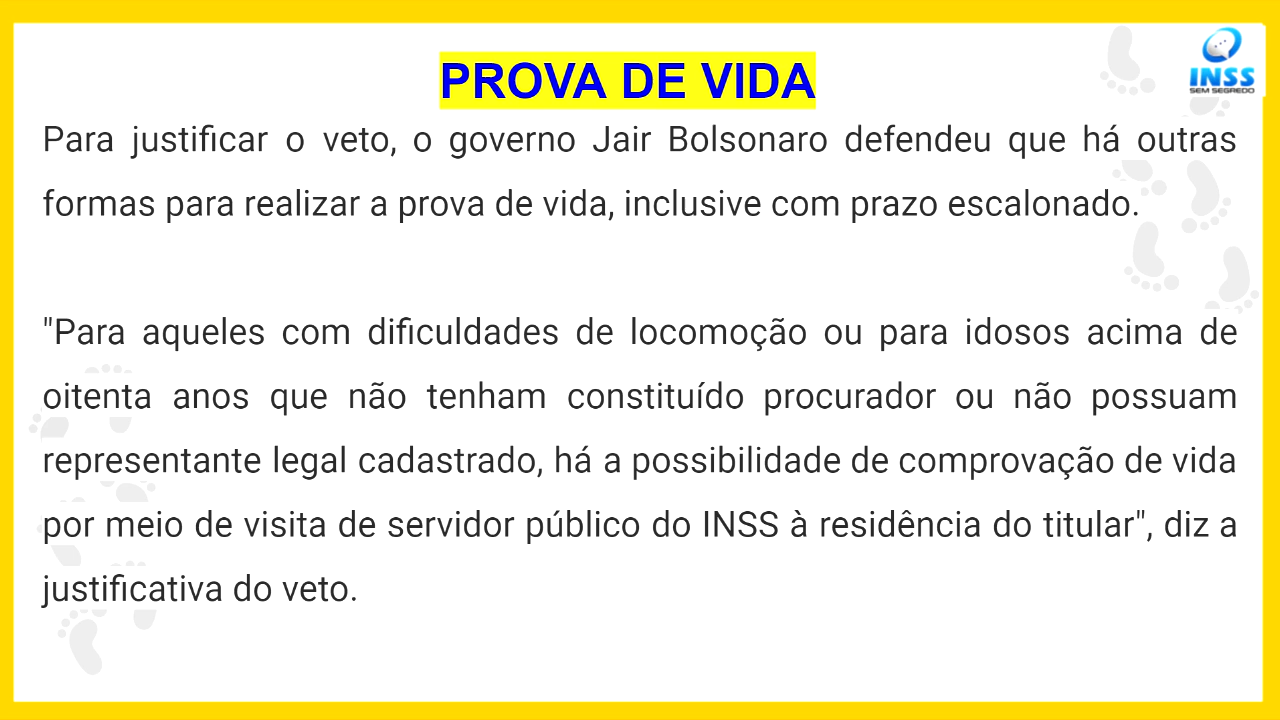 INSS
SEM SEGREDO
PROVA DE VIDA
Para justificar o veto, o governo Jair Bolsonaro defendeu que há outras
formas para realizar a prova de vida, inclusive com prazo escalonado.
"Para aqueles com dificuldades de locomoção ou para idosos acima de
oitenta anos que não tenham constituído procurador ou não possuam
representante legal cadastrado, há a possibilidade de comprovação de vida
por meio de visita de servidor público do INSS à residência do titular", diz a
justificativa do veto.